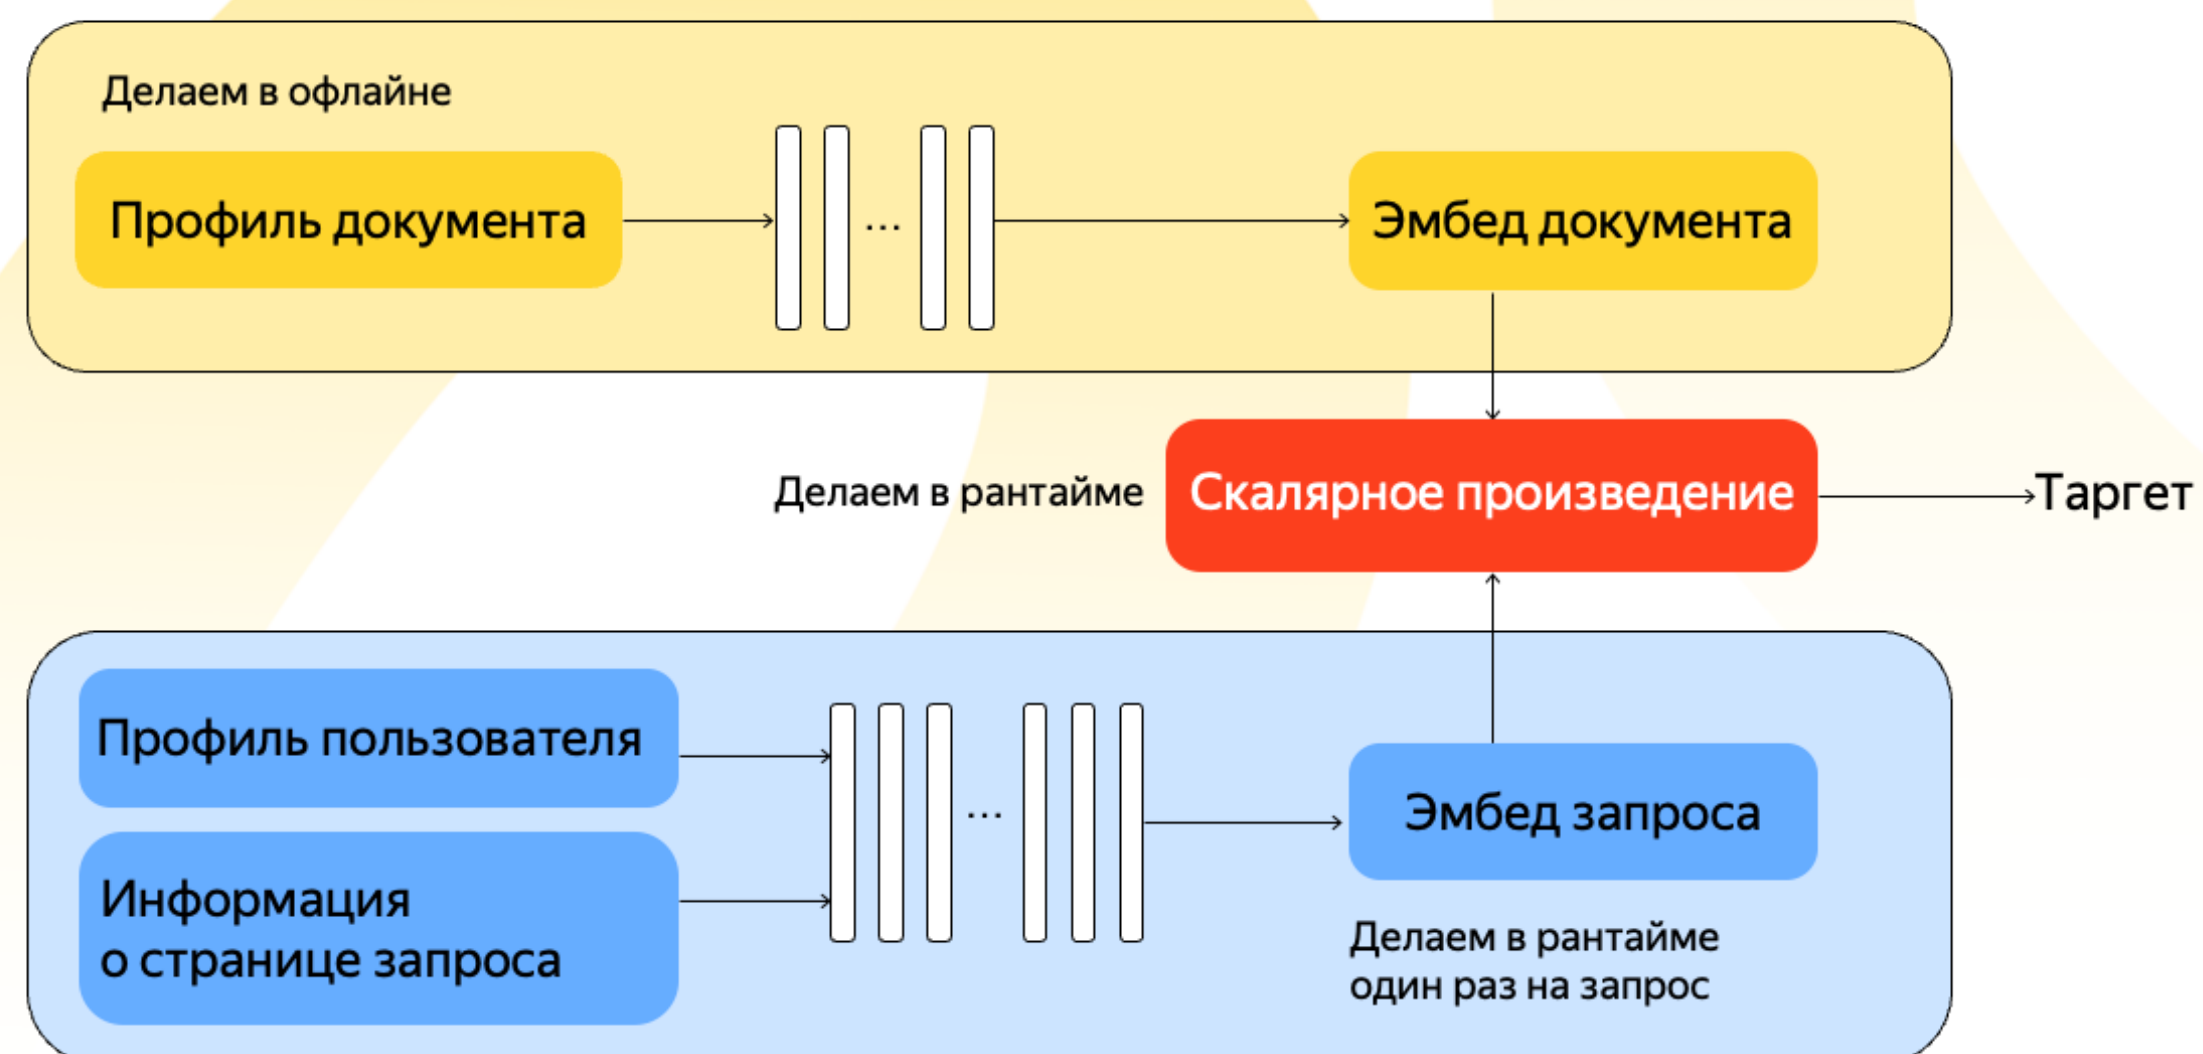 Делаем в офлайне
Профиль документа
...
Эмбед документа
Делаем в рантайме
Скалярное произведение
Таргет
Профиль пользователя
Информация
о странице запроса
...
Эмбед запроса
Делаем в рантайме
один раз на запрос